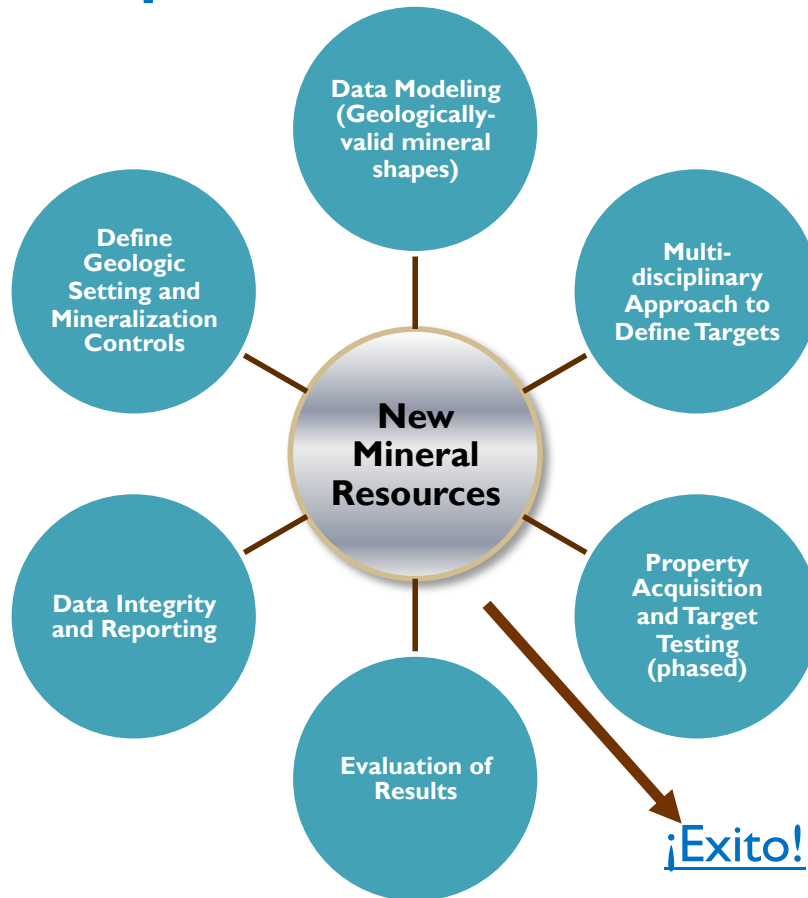 Data Modeling
(Geologically-
valid mineral
shapes)
Multi-
disciplinary
Approach to
Define Targets
Property
Acquisition
and Target
Testing
(phased)
Evaluation of
Results
Data Integrity
and Reporting
Define
Geologic
Setting and
Mineralization
Controls
New
Mineral
Resources
¡Exito!